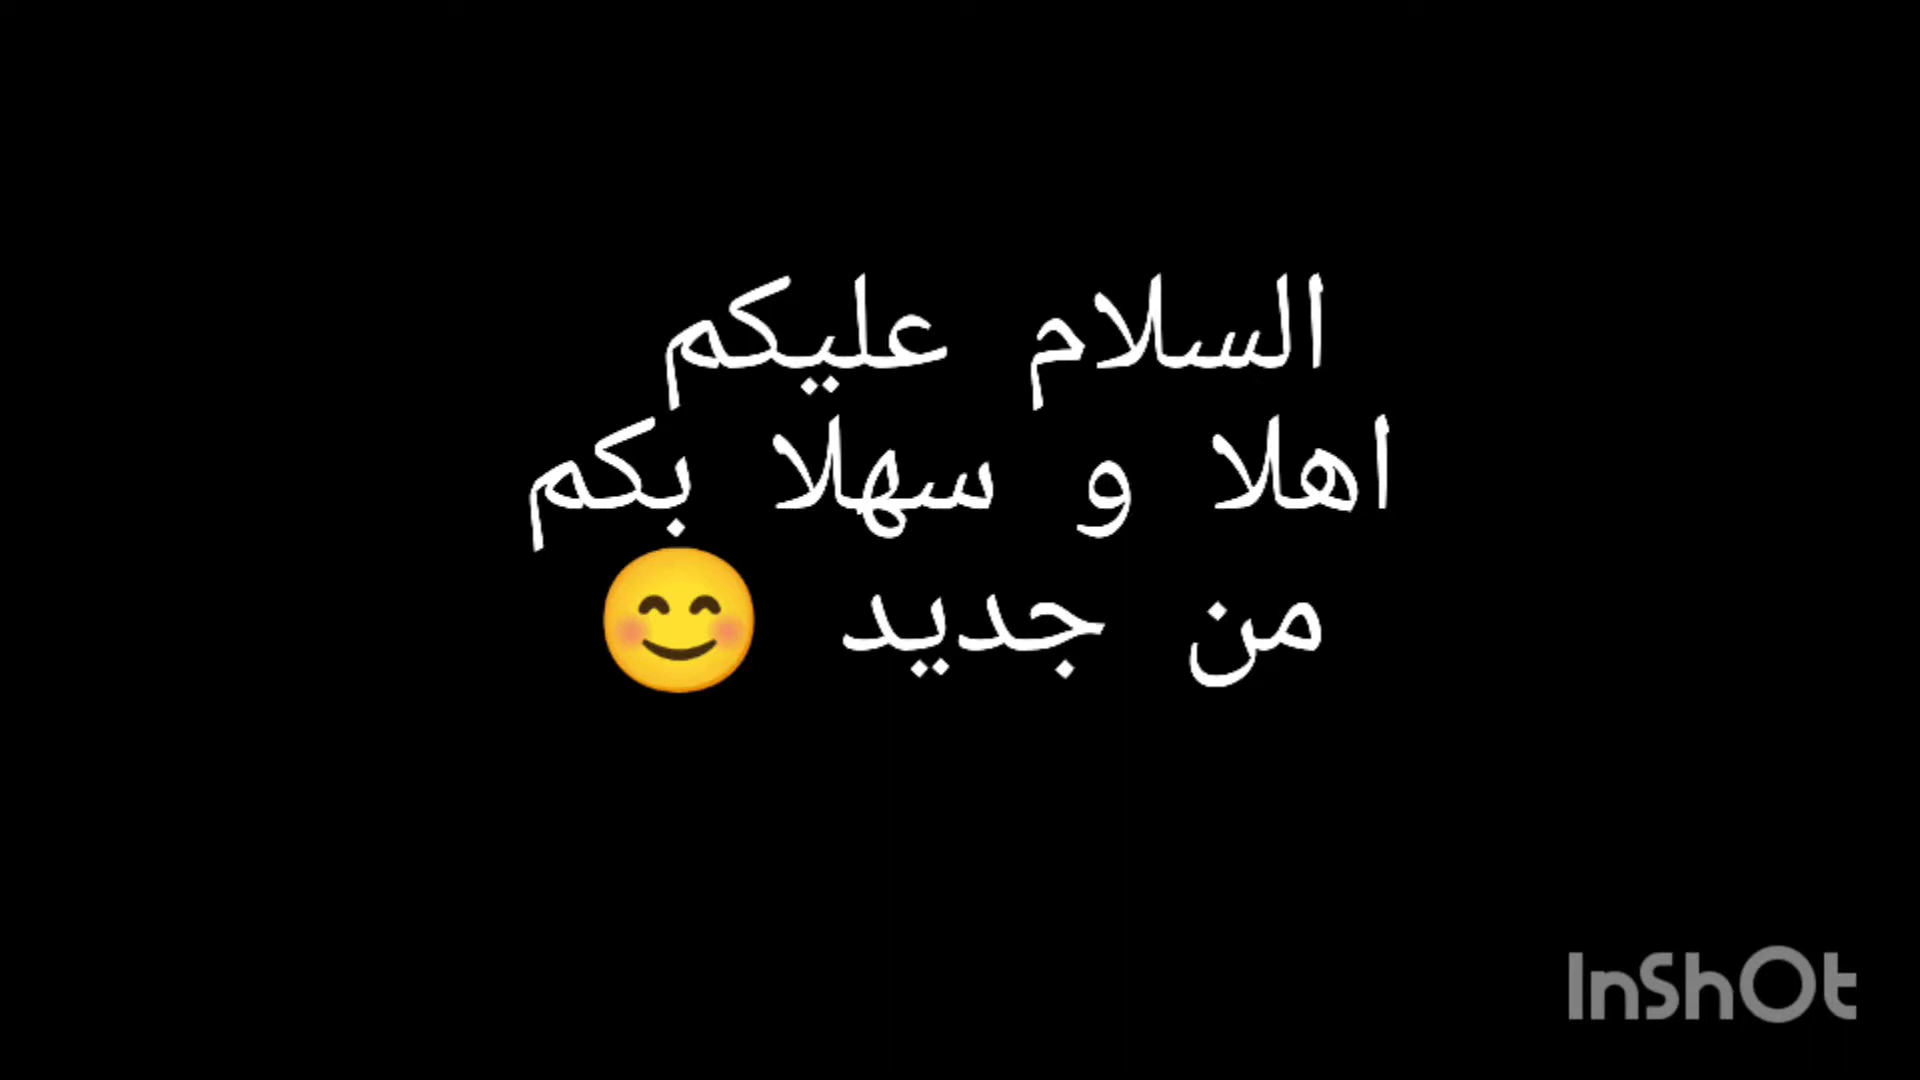 السلام عليكم
اهلا و سهلا بكم
من جديد 😊
InShOt